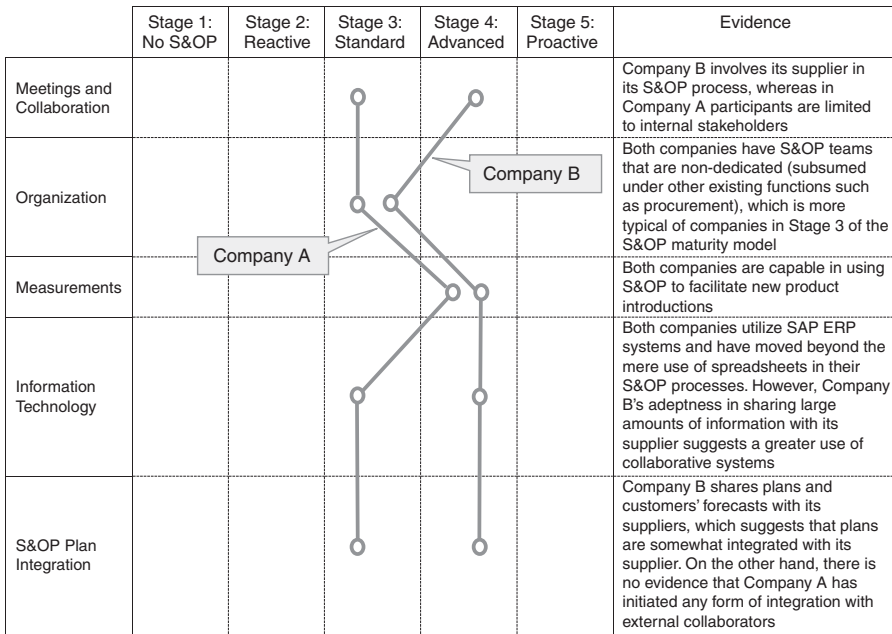 Stage 1:
No S&OP
Stage 2:
Reactive
Stage 3:
Standard
Stage 4:
Advanced
Stage 5:
Proactive
Evidence
Meetings and
Collaboration
Company B involves its supplier in
its S&OP process, whereas in
Company A participants are limited
to internal stakeholders
Company B
Organization
Both companies have S&OP teams
that are non-dedicated (subsumed
under other existing functions such
as procurement), which is more
typical of companies in Stage 3 of the
S&OP maturity model
Company A
Measurements
Both companies are capable in using
S&OP to facilitate new product
introductions
Information
Technology
Both companies utilize SAP ERP
systems and have moved beyond the
mere use of spreadsheets in their
S&OP processes. However, Company
B's adeptness in sharing large
amounts of information with its
supplier suggests a greater use of
collaborative systems
S&OP Plan
Integration
Company B shares plans and
customers' forecasts with its
suppliers, which suggests that plans
are somewhat integrated with its
supplier. On the other hand, there is
no evidence that Company A has
initiated any form of integration with
external collaborators